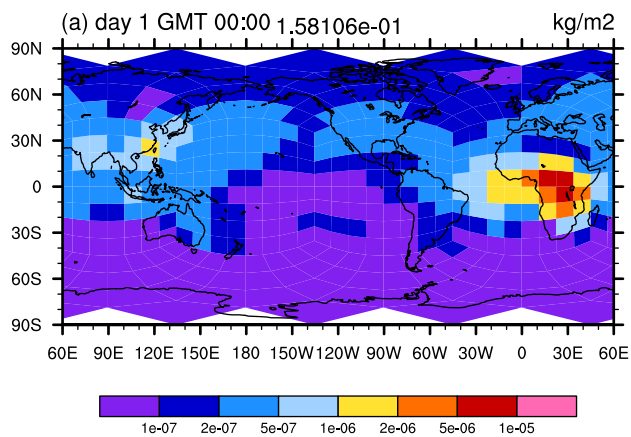 (a) day 1 GMT 00:00 1.58106e-01 kg/m2
90N
60N
30N
0
30S
60S
90S
60E 90E 120E 150E 180 150W 120W 90W 60W 30W 0 30E 60E
1e-07 2e-07 5e-07 1e-06 2e-06 5e-06 1e-05